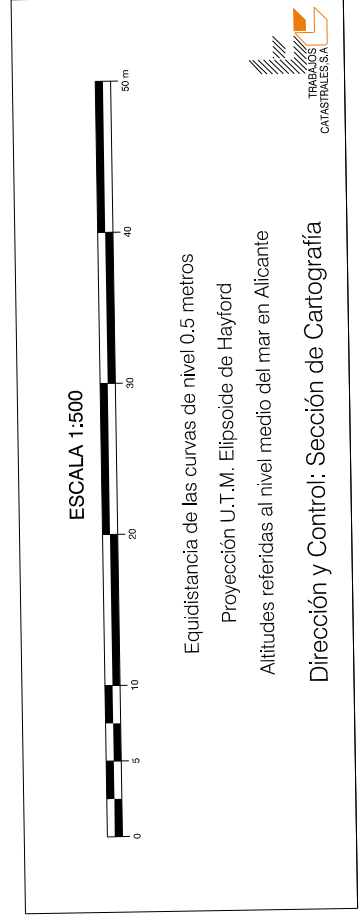 ESCALA 1:500
0 5 10 20 30 40 50 m
Equidistancia de las curvas de nivel 0.5 metros
Proyección U.T.M. Elipsoide de Hayford
Altitudes referidas al nivel medio del mar en Alicante
Dirección y Control: Sección de Cartografía
TRABAJOS
CATASTRALES,S.A